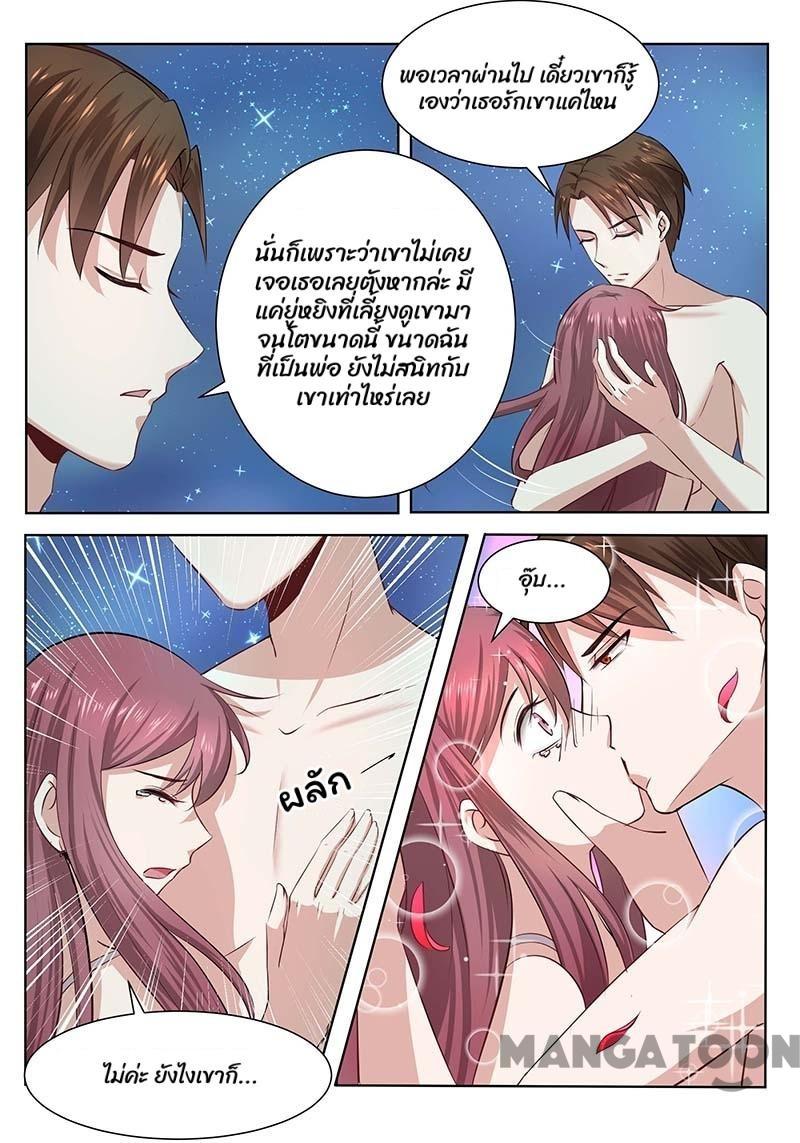 นั่นก็เพราะว่าเขาไม่เคย
เจอเธอเลยตังหากล่ะ มี
แค่ยู่หยิงที่เลี้ยงดูเขามา
จนโตขนาดนี้ ขนาดฉัน
ที่เป็นพ่อ ยังไม่สนิทกับ
เขาเท่าไหร่เลย
พอเวลาผ่านไป เดี๋ยวเขาก็รู้
เองว่าเธอรักเขาแค่ไหน
ผลัก
ไม่ค่ะ ยังไงเขาก็...
อุ๊บ...
MANGATOON